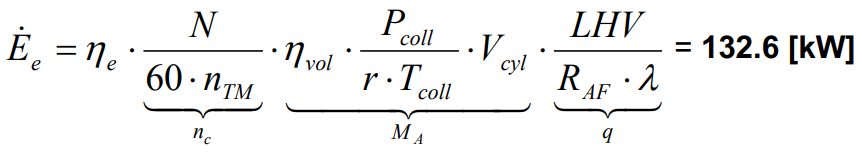 Ė_e = η_e · N / (60 · n_TM) · η_vol · P_coll / (r · T_coll) · V_cyl · LHV / (R_AF · λ) = 132.6 [kW]
n_c M_A q